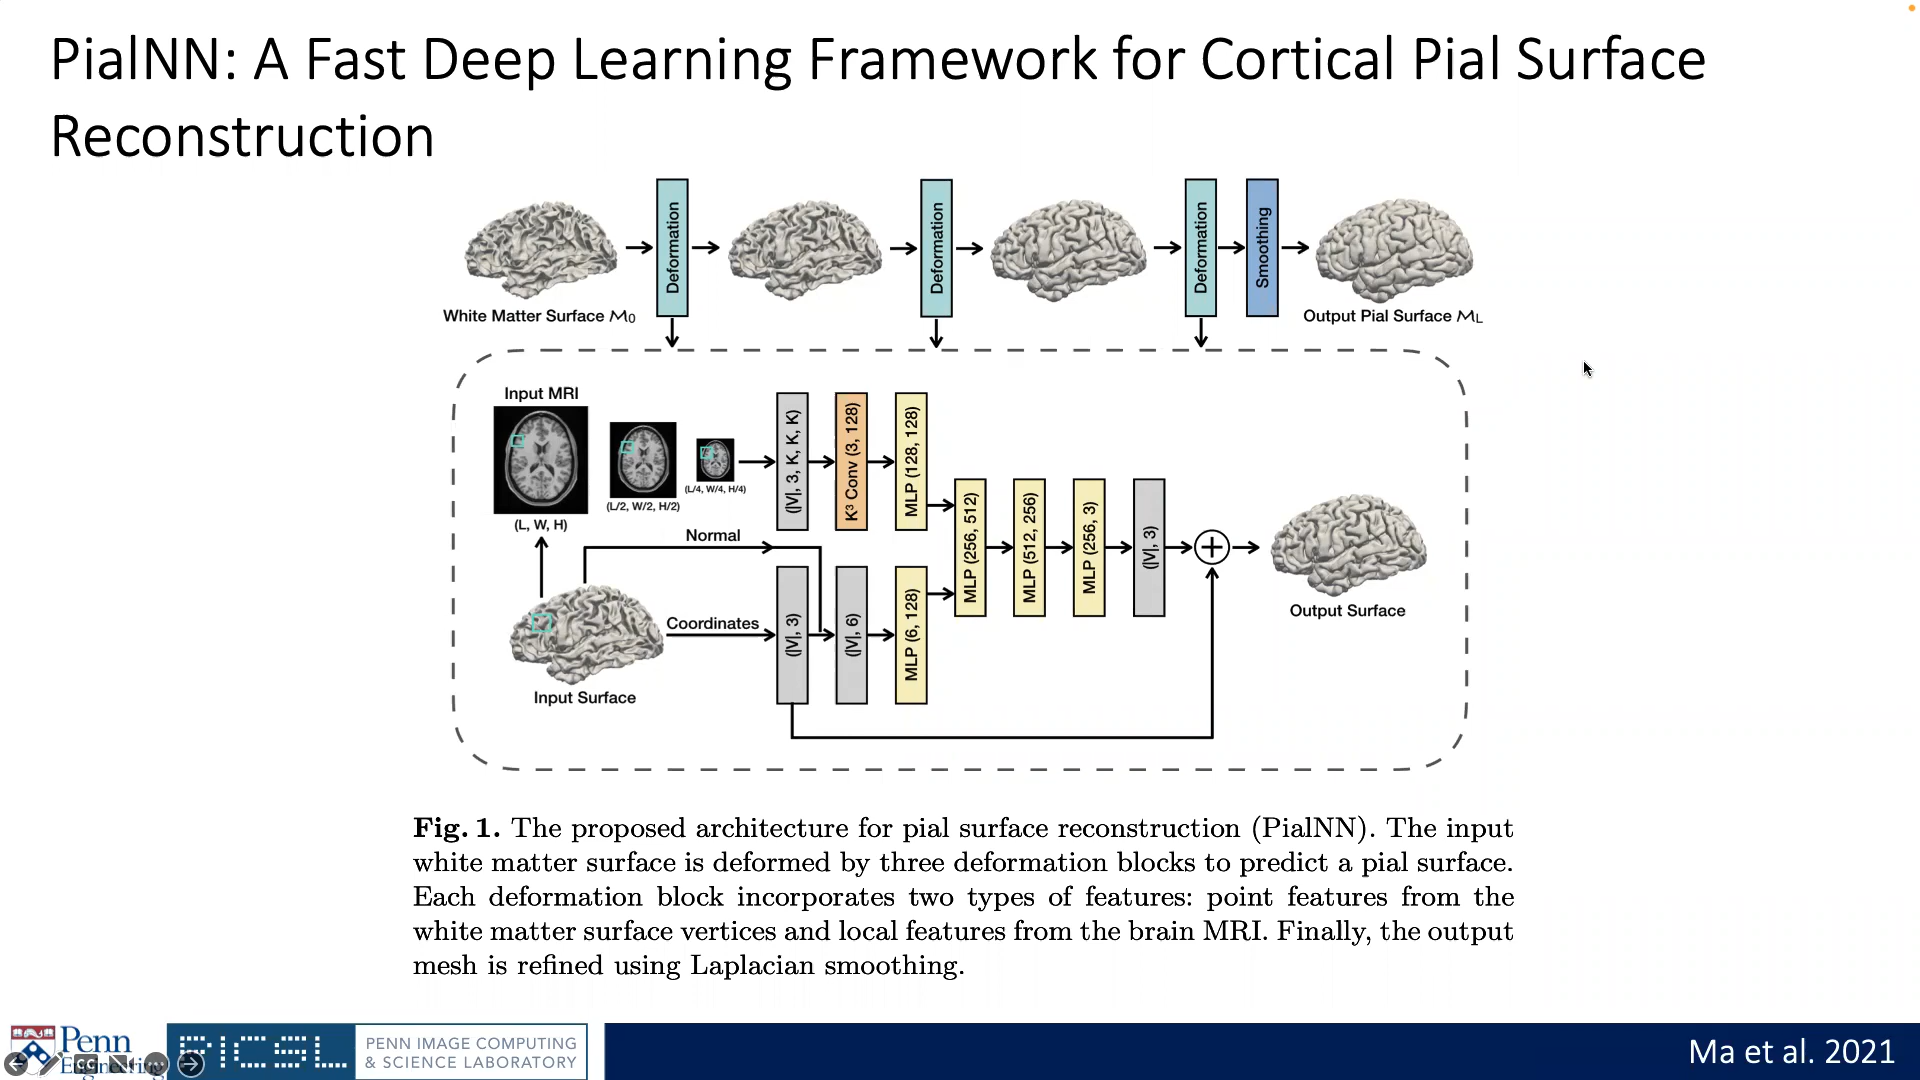 PialNN: A Fast Deep Learning Framework for Cortical Pial Surface
Reconstruction
Deformation
Deformation
Deformation
Smoothing
White Matter Surface M₀
Output Pial Surface M_L
Input MRI
(L, W, H)
(L/2, W/2, H/2)
(L/4, W/4, H/4)
(|V|, 3, K, K, K)
K³ Conv (3, 128)
MLP (128, 128)
Normal
Coordinates
Input Surface
(|V|, 3)
(|V|, 6)
MLP (6, 128)
MLP (256, 512)
MLP (512, 256)
MLP (256, 3)
(|V|, 3)
Output Surface
Fig. 1. The proposed architecture for pial surface reconstruction (PialNN). The input
white matter surface is deformed by three deformation blocks to predict a pial surface.
Each deformation block incorporates two types of features: point features from the
white matter surface vertices and local features from the brain MRI. Finally, the output
mesh is refined using Laplacian smoothing.
Penn
Engineering
PICSL
PENN IMAGE COMPUTING
& SCIENCE LABORATORY
Ma et al. 2021